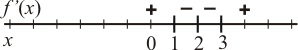 f'(x) + − − +
x 0 1 2 3